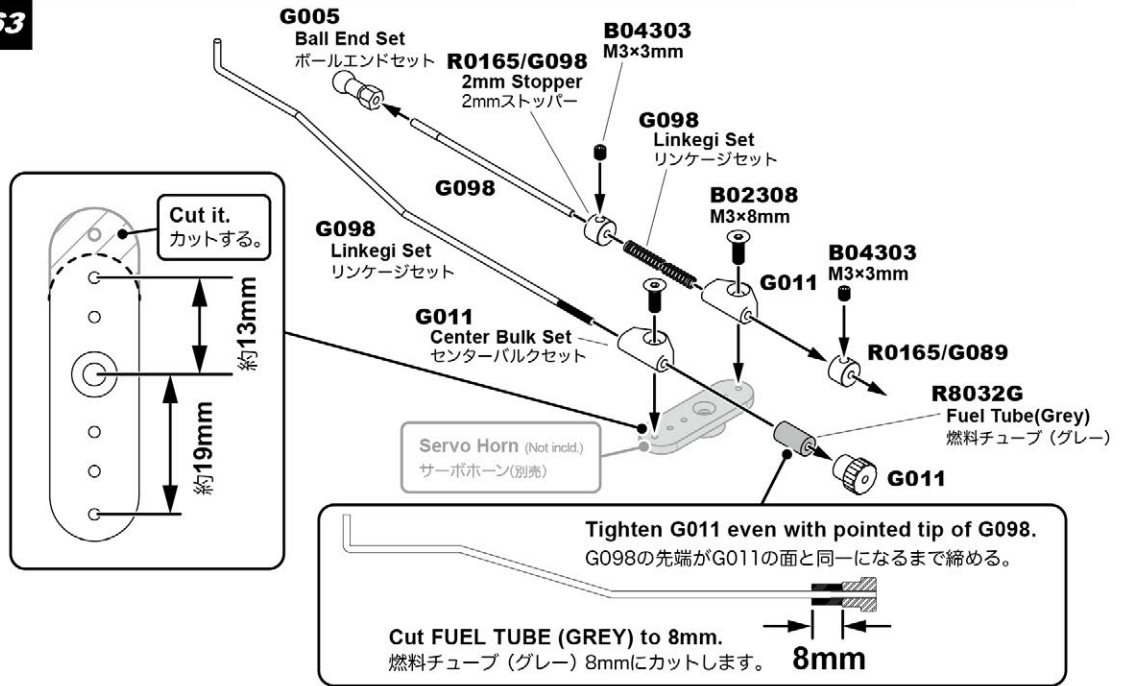 63
G005
Ball End Set
ボールエンドセット
R0165/G098
2mm Stopper
2mmストッパー
B04303
M3×3mm
G098
Linkegi Set
リンケージセット
G098
B02308
M3×8mm
G098
Linkegi Set
リンケージセット
G011
B04303
M3×3mm
G011
Center Bulk Set
センターバルクセット
R0165/G089
R8032G
Fuel Tube(Grey)
燃料チューブ（グレー）
G011
Servo Horn (Not incld.)
サーボホーン(別売)
Cut it.
カットする。
約13mm
約19mm
Tighten G011 even with pointed tip of G098.
G098の先端がG011の面と同一になるまで締める。
Cut FUEL TUBE (GREY) to 8mm.
燃料チューブ（グレー）8mmにカットします。
8mm